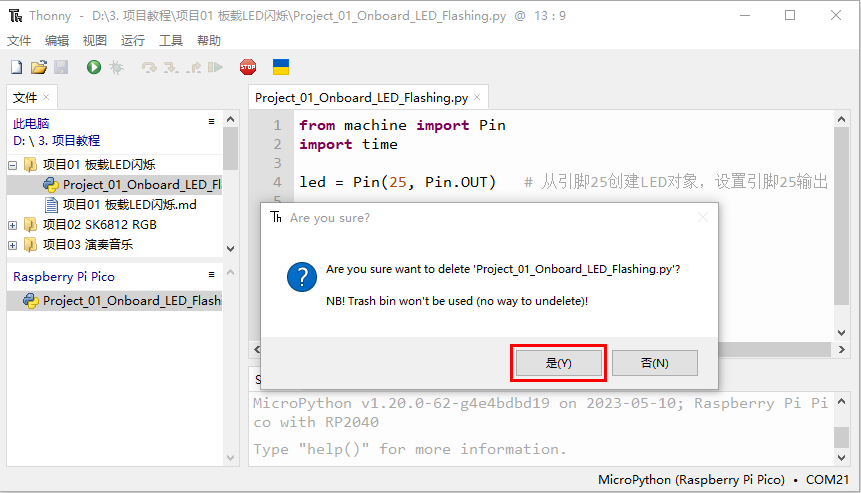 Thonny - D:\3. 项目教程\项目01 板载LED闪烁\Project_01_Onboard_LED_Flashing.py @ 13 : 9
文件 编辑 视图 运行 工具 帮助
STOP
文件
此电脑
D: \ 3. 项目教程
项目01 板载LED闪烁
Project_01_Onboard_LED_Fl
项目01 板载LED闪烁.md
项目02 SK6812 RGB
项目03 演奏音乐
Raspberry Pi Pico
Project_01_Onboard_LED_Flash
Project_01_Onboard_LED_Flashing.py
1 from machine import Pin
2 import time
3
4 led = Pin(25, Pin.OUT) # 从引脚25创建LED对象，设置引脚25输出
5
Are you sure?
Are you sure want to delete 'Project_01_Onboard_LED_Flashing.py'?
NB! Trash bin won't be used (no way to undelete)!
是(Y) 否(N)
S
MicroPython v1.20.0-62-g4e4bdbd19 on 2023-05-10; Raspberry Pi Pi
co with RP2040
Type "help()" for more information.
MicroPython (Raspberry Pi Pico) • COM21